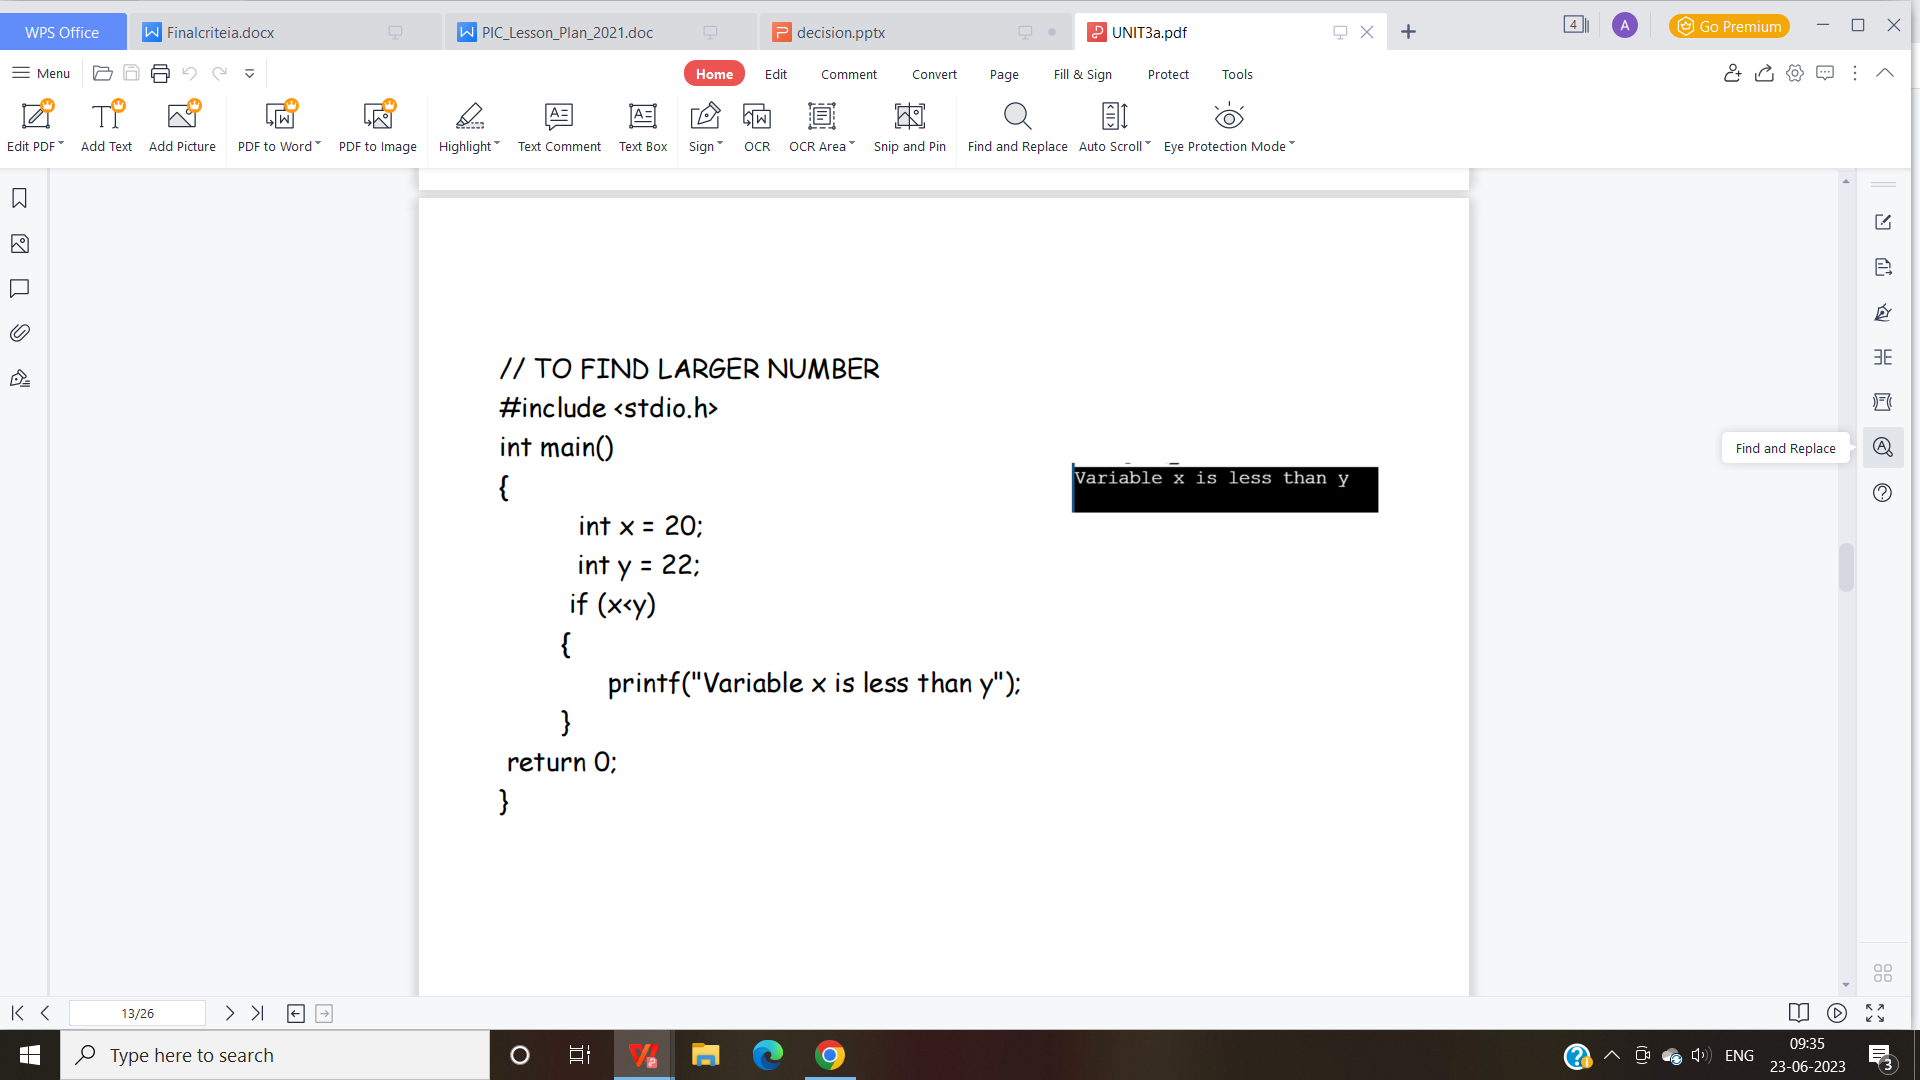 WPS Office
Finalcriteia.docx
PIC_Lesson_Plan_2021.doc
decision.pptx
UNIT3a.pdf
4
A
Go Premium
Menu
Home
Edit
Comment
Convert
Page
Fill & Sign
Protect
Tools
Edit PDF
Add Text
Add Picture
PDF to Word
PDF to Image
Highlight
Text Comment
Text Box
Sign
OCR
OCR Area
Snip and Pin
Find and Replace
Auto Scroll
Eye Protection Mode
// TO FIND LARGER NUMBER
#include <stdio.h>
int main()
{
int x = 20;
int y = 22;
if (x<y)
{
printf("Variable x is less than y");
}
return 0;
}
Variable x is less than y
Find and Replace
13/26
Type here to search
ENG
09:35
23-06-2023
3